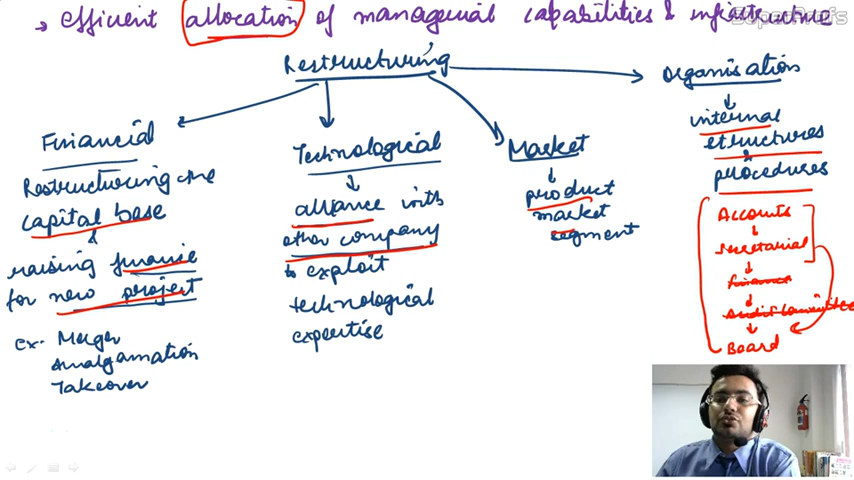 → efficient allocation of managerial capabilities & infrastructure
SuperProfs
Restructuring
Financial
Restructuring the
capital base
&
raising finance
for new project
ex- Merger
Amalgamation
Takeover
Technological
alliance with
other company
to exploit
technological
expertise
Market
product
market
segment
Organisation
internal
structures
&
procedures
Accounts
secretarial
finance
Audit Committee
Board